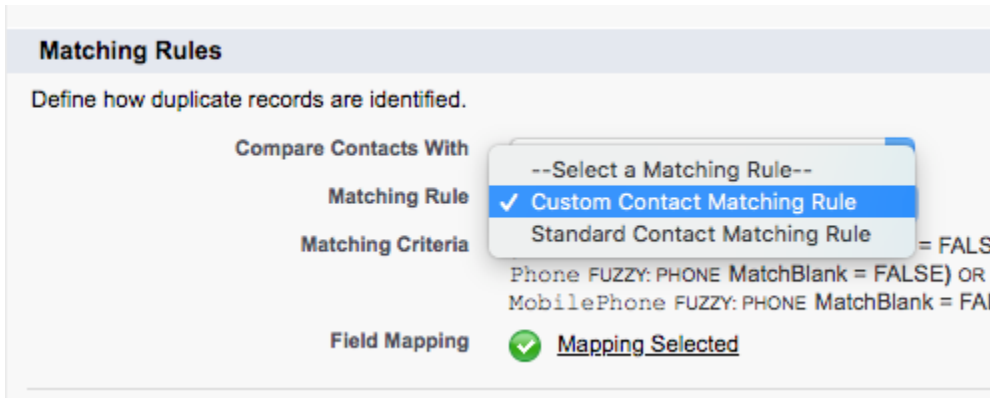 Matching Rules
Define how duplicate records are identified.
Compare Contacts With
--Select a Matching Rule--
Matching Rule ✓ Custom Contact Matching Rule
Standard Contact Matching Rule
Matching Criteria = FALS
Phone FUZZY: PHONE MatchBlank = FALSE) OR
MobilePhone FUZZY: PHONE MatchBlank = FAL
Field Mapping Mapping Selected